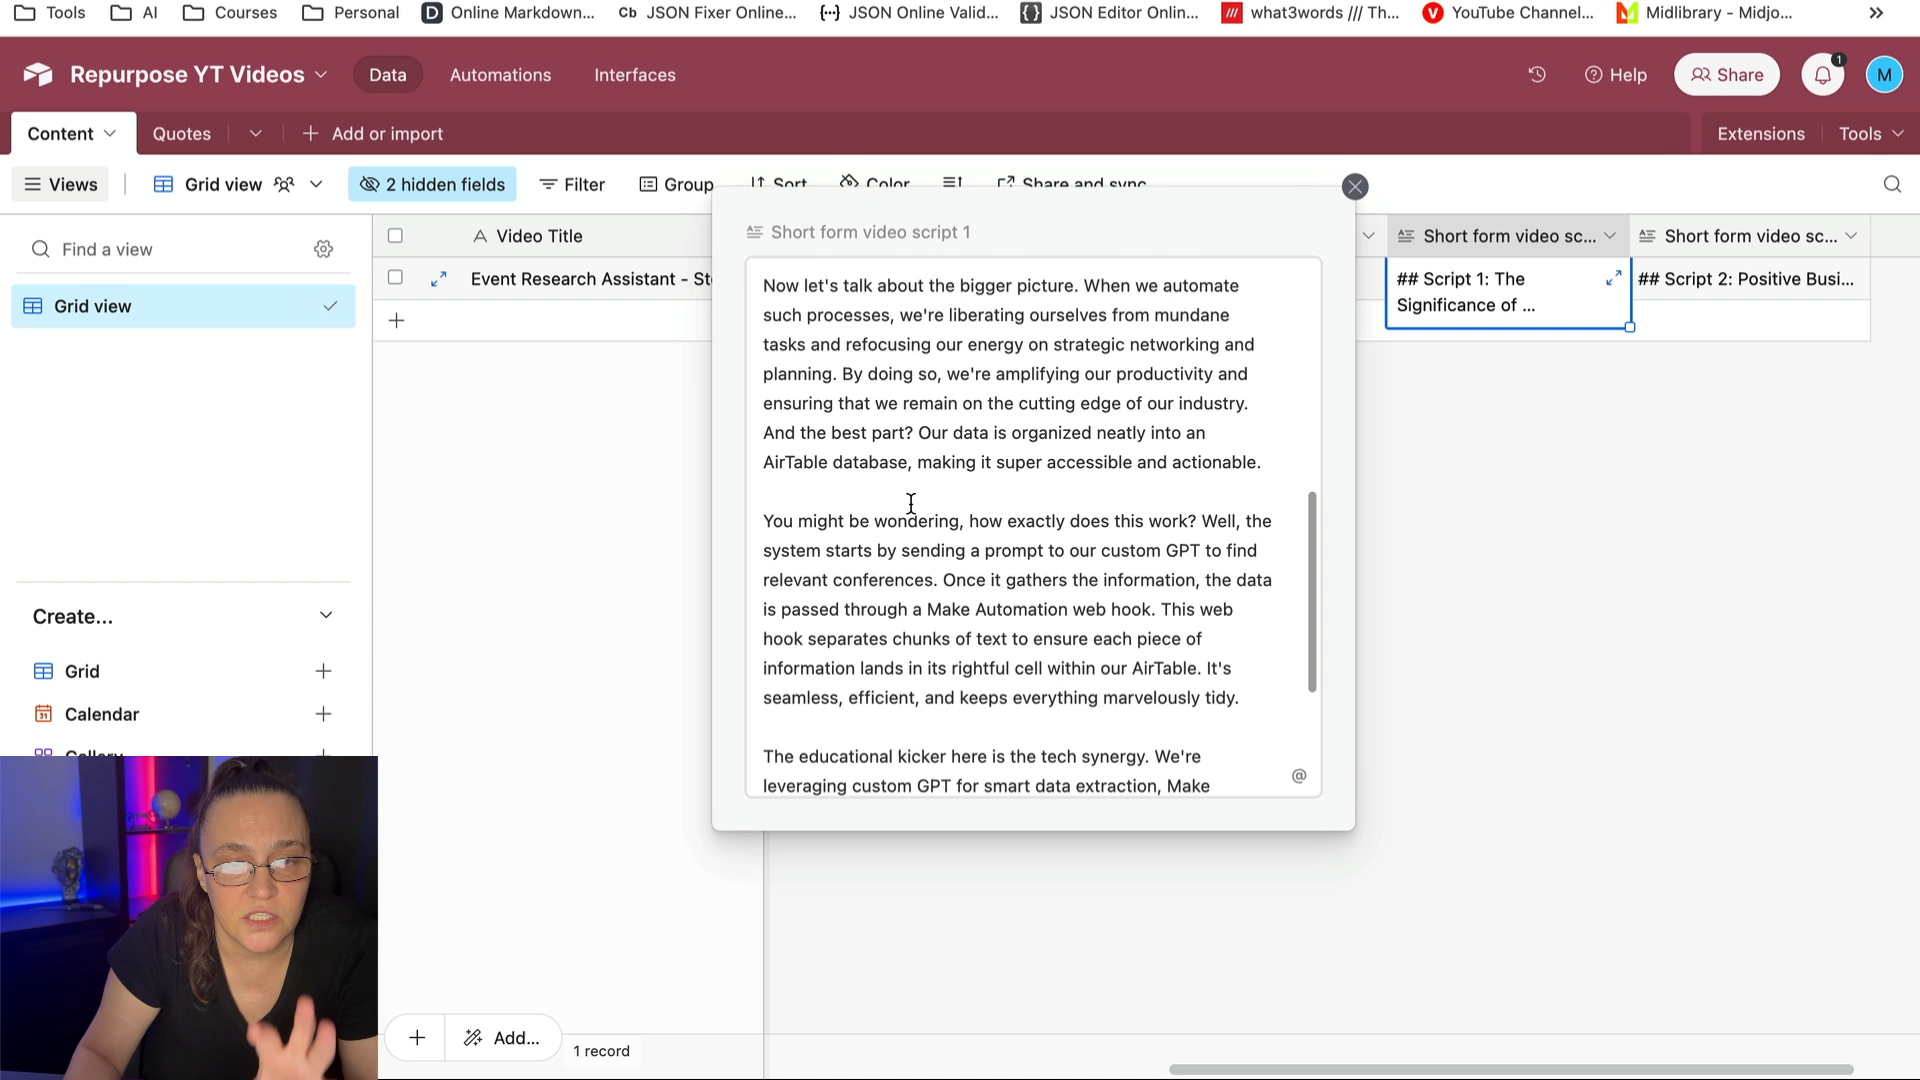 Tools
AI
Courses
Personal
D Online Markdown...
Cb JSON Fixer Online...
{···} JSON Online Valid...
{} JSON Editor Onlin...
/// what3words /// Th...
V YouTube Channel...
Midlibrary - Midjo...
»
Repurpose YT Videos
Data
Automations
Interfaces
Help
Share
1
M
Content
Quotes
Add or import
Extensions
Tools
Views
Grid view
2 hidden fields
Filter
Group
Sort
Color
Share and sync
Find a view
Grid view
Create...
Grid
31 Calendar
Gallery
A Video Title
Short form video sc...
Short form video sc...
Event Research Assistant - St
## Script 1: The
Significance of ...
## Script 2: Positive Busi...
Short form video script 1
Now let's talk about the bigger picture. When we automate
such processes, we're liberating ourselves from mundane
tasks and refocusing our energy on strategic networking and
planning. By doing so, we're amplifying our productivity and
ensuring that we remain on the cutting edge of our industry.
And the best part? Our data is organized neatly into an
AirTable database, making it super accessible and actionable.
You might be wondering, how exactly does this work? Well, the
system starts by sending a prompt to our custom GPT to find
relevant conferences. Once it gathers the information, the data
is passed through a Make Automation web hook. This web
hook separates chunks of text to ensure each piece of
information lands in its rightful cell within our AirTable. It's
seamless, efficient, and keeps everything marvelously tidy.
The educational kicker here is the tech synergy. We're
leveraging custom GPT for smart data extraction, Make
@
Add...
1 record